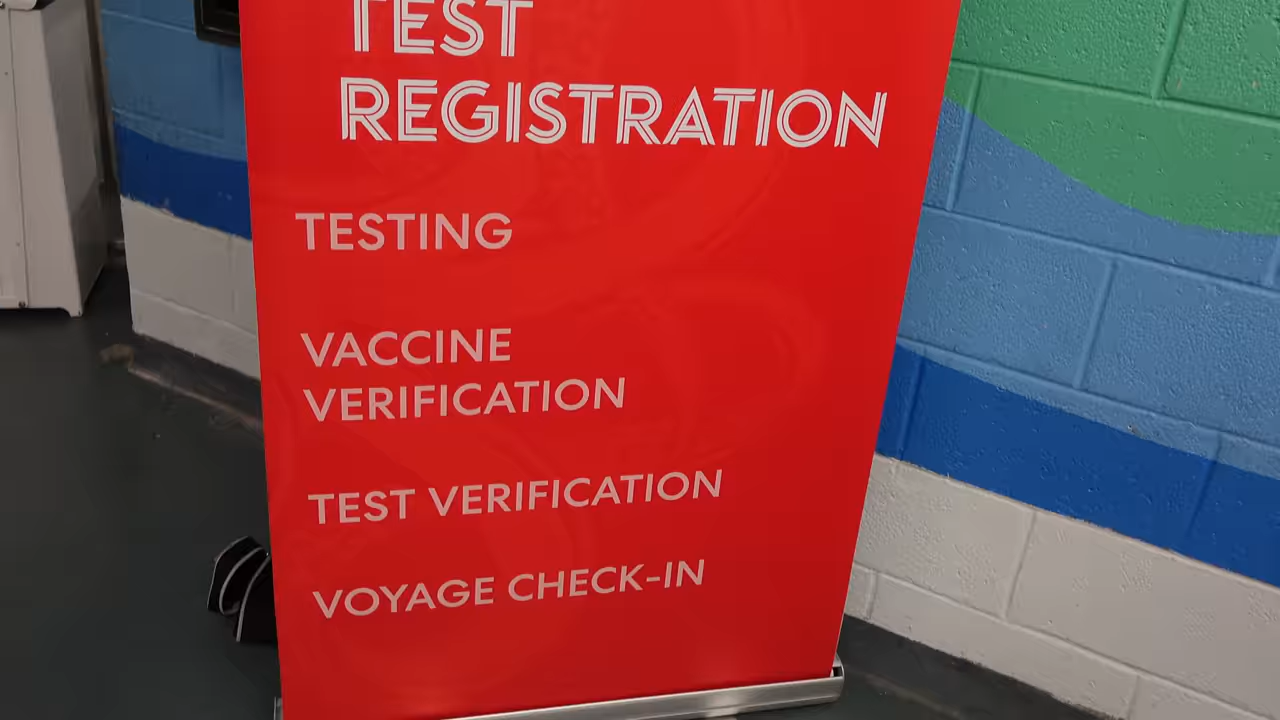 TEST
REGISTRATION
TESTING
VACCINE
VERIFICATION
TEST VERIFICATION
VOYAGE CHECK-IN